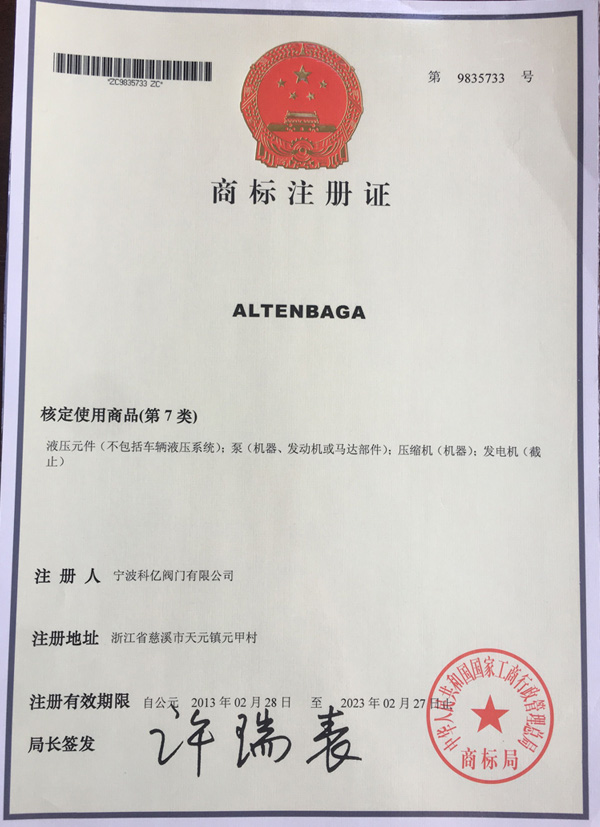 *ZC9835733 ZC*
第 9835733 号
商标注册证
ALTENBAGA
核定使用商品(第 7 类)
液压元件（不包括车辆液压系统）；泵（机器、发动机或马达部件）；压缩机（机器）；发电机（截
止）
注 册 人 宁波科亿阀门有限公司
注册地址 浙江省慈溪市天元镇元甲村
注册有效期限 自公元 2013 年 02 月 28 日 至 2023 年 02 月 27 日止
局长签发 许瑞表
中华人民共和国国家工商行政管理总局
商标局